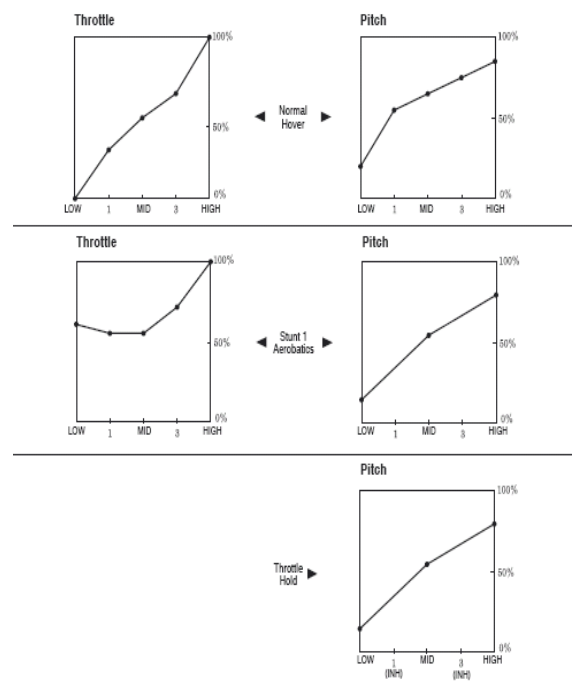 Throttle
Pitch
100%
50%
0%
LOW 1 MID 3 HIGH
Normal
Hover
100%
50%
0%
LOW 1 MID 3 HIGH
Throttle
Pitch
100%
50%
0%
LOW 1 MID 3 HIGH
Stunt 1
Aerobatics
100%
50%
0%
LOW 1 MID 3 HIGH
Pitch
Throttle
Hold
100%
50%
0%
LOW 1 MID 3 HIGH
(INH) (INH)